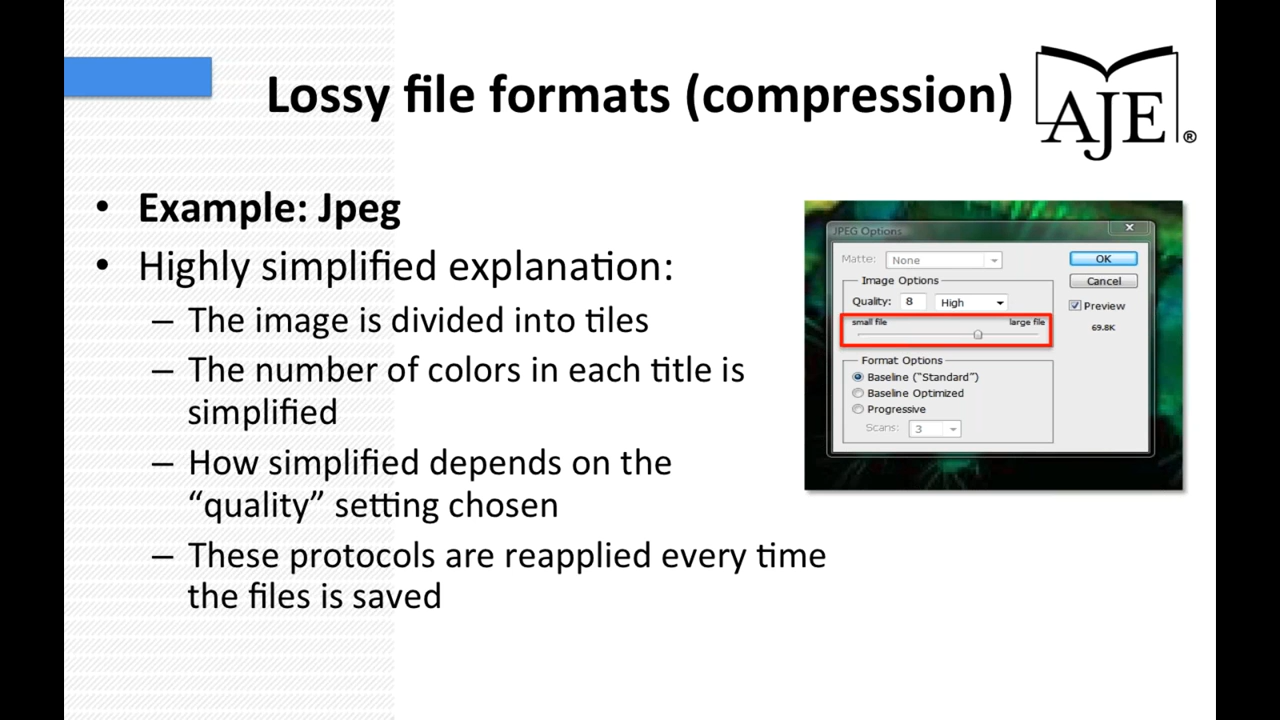 Lossy file formats (compression)
AJE®
• Example: Jpeg
• Highly simplified explanation:
– The image is divided into tiles
– The number of colors in each title is
simplified
– How simplified depends on the
“quality” setting chosen
– These protocols are reapplied every time
the files is saved
JPEG Options
Matte: None
OK
Image Options
Cancel
Quality: 8 High
Preview
small file large file
69.8K
Format Options
Baseline (“Standard”)
Baseline Optimized
Progressive
Scans: 3